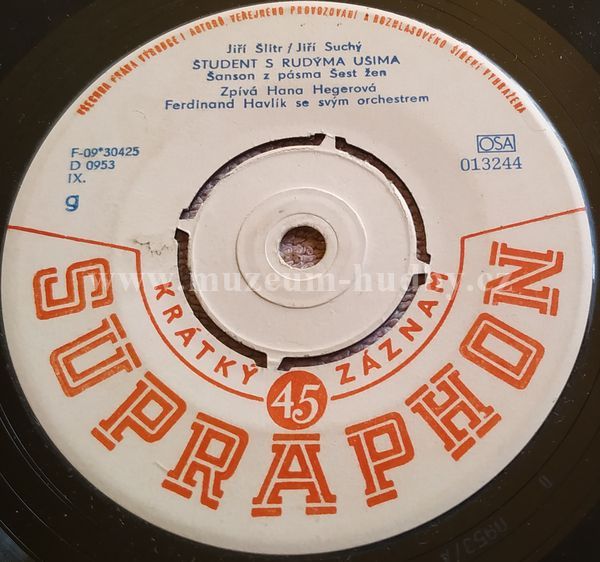 VŠECHNA PRÁVA VÝROBCE I AUTORŮ, VEŘEJNÉHO PROVOZOVÁNÍ A ROZHLASOVÉHO ŠÍŘENÍ VYHRAŽENA
Jiří Šlitr / Jiří Suchý
ŠTUDENT S RUDÝMA UŠIMA
Šanson z pásma Šest žen
Zpívá Hana Hegerová
Ferdinand Havlík se svým orchestrem
F-09*30425
D 0953
IX.
g
OSA
013244
www.muzeum-hudby.cz
KRÁTKÝ 45 ZÁZNAM
SUPRAPHON